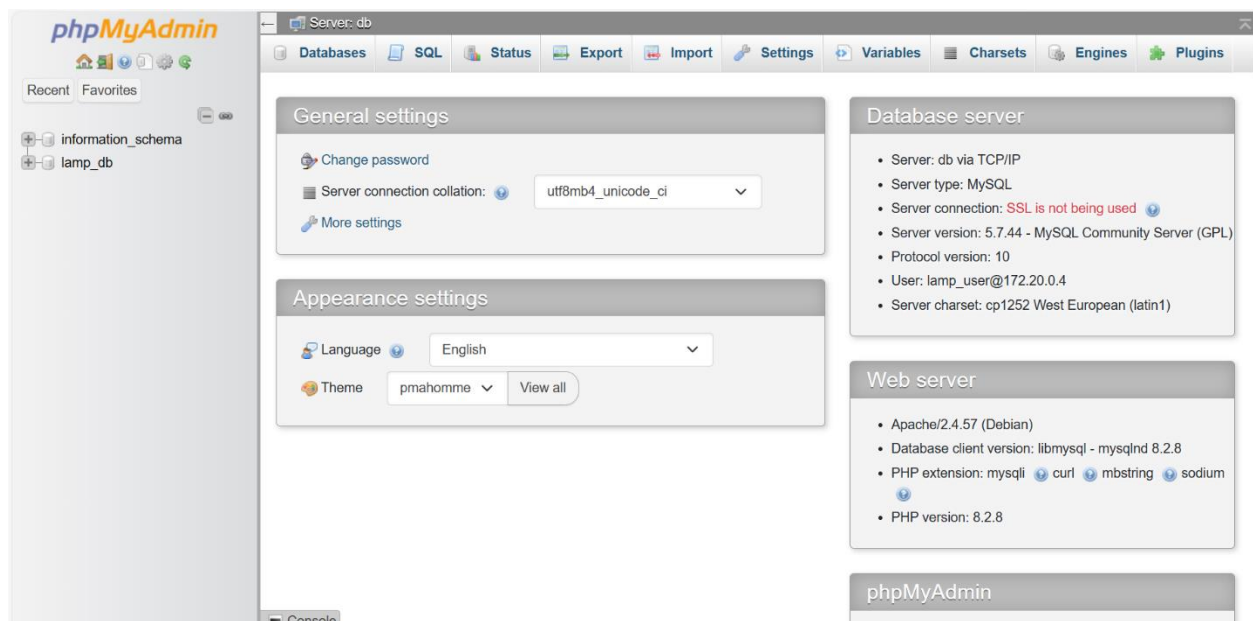 phpMyAdmin
Recent Favorites
information_schema
lamp_db
Server: db
Databases SQL Status Export Import Settings Variables Charsets Engines Plugins
General settings
Change password
Server connection collation: utf8mb4_unicode_ci
More settings
Appearance settings
Language English
Theme pmahomme View all
Database server
• Server: db via TCP/IP
• Server type: MySQL
• Server connection: SSL is not being used
• Server version: 5.7.44 - MySQL Community Server (GPL)
• Protocol version: 10
• User: lamp_user@172.20.0.4
• Server charset: cp1252 West European (latin1)
Web server
• Apache/2.4.57 (Debian)
• Database client version: libmysql - mysqlnd 8.2.8
• PHP extension: mysqli curl mbstring sodium
• PHP version: 8.2.8
phpMyAdmin
Console